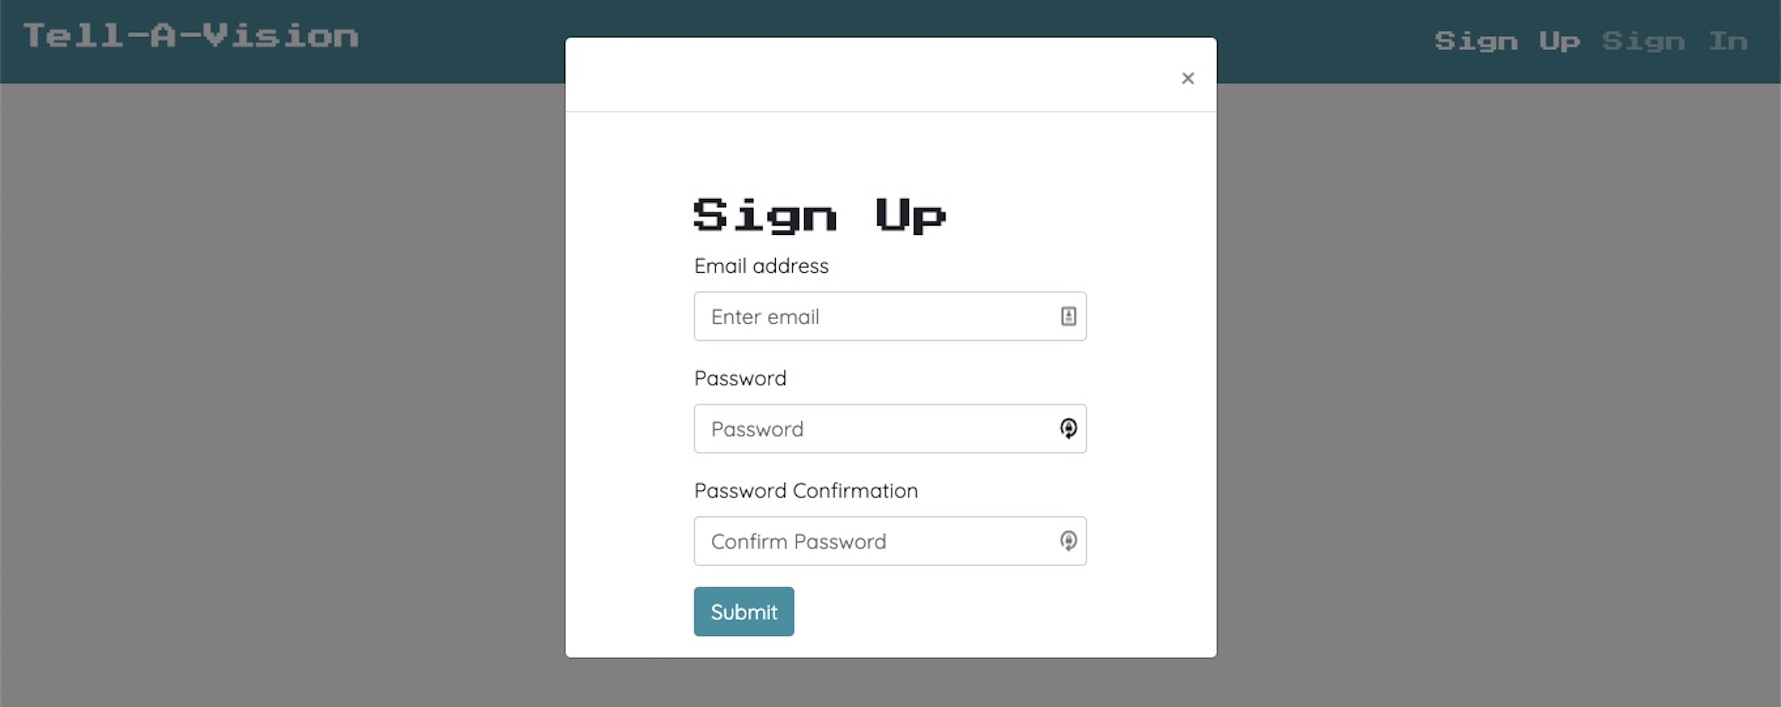 Tell-A-Vision
Sign Up Sign In
×
Sign Up
Email address
Enter email
Password
Password
Password Confirmation
Confirm Password
Submit